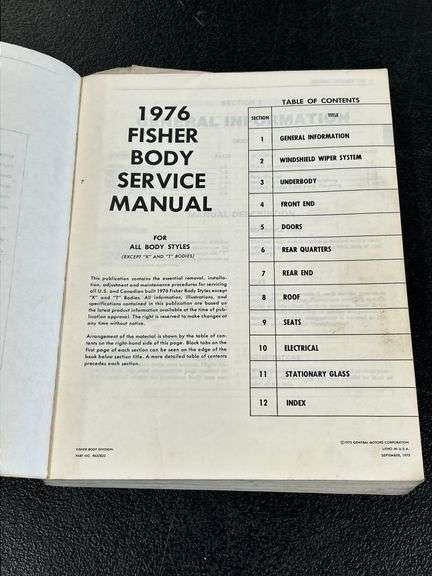 1976
FISHER
BODY
SERVICE
MANUAL
FOR
ALL BODY STYLES
(EXCEPT "X" AND "T" BODIES)
This publication contains the essential removal, installa-
tion, adjustment and maintenance procedures for servicing
all U.S. and Canadian built 1976 Fisher Body Styles except
"X" and "T" Bodies. All information, illustrations, and
specifications contained in this publication are based on
the latest product information available at the time of pub-
lication approval. The right is reserved to make changes at
any time without notice.
Arrangement of the material is shown by the table of con-
tents on the right-hand side of this page. Black tabs on the
first page of each section can be seen on the edge of the
book below section title. A more detailed table of contents
precedes each section.
FISHER BODY DIVISION
PART NO.
TABLE OF CONTENTS
SECTION TITLE
1 GENERAL INFORMATION
2 WINDSHIELD WIPER SYSTEM
3 UNDERBODY
4 FRONT END
5 DOORS
6 REAR QUARTERS
7 REAR END
8 ROOF
9 SEATS
10 ELECTRICAL
11 STATIONARY GLASS
12 INDEX
©1975 GENERAL MOTORS CORPORATION
LITHO IN U.S.A.
SEPTEMBER, 1975